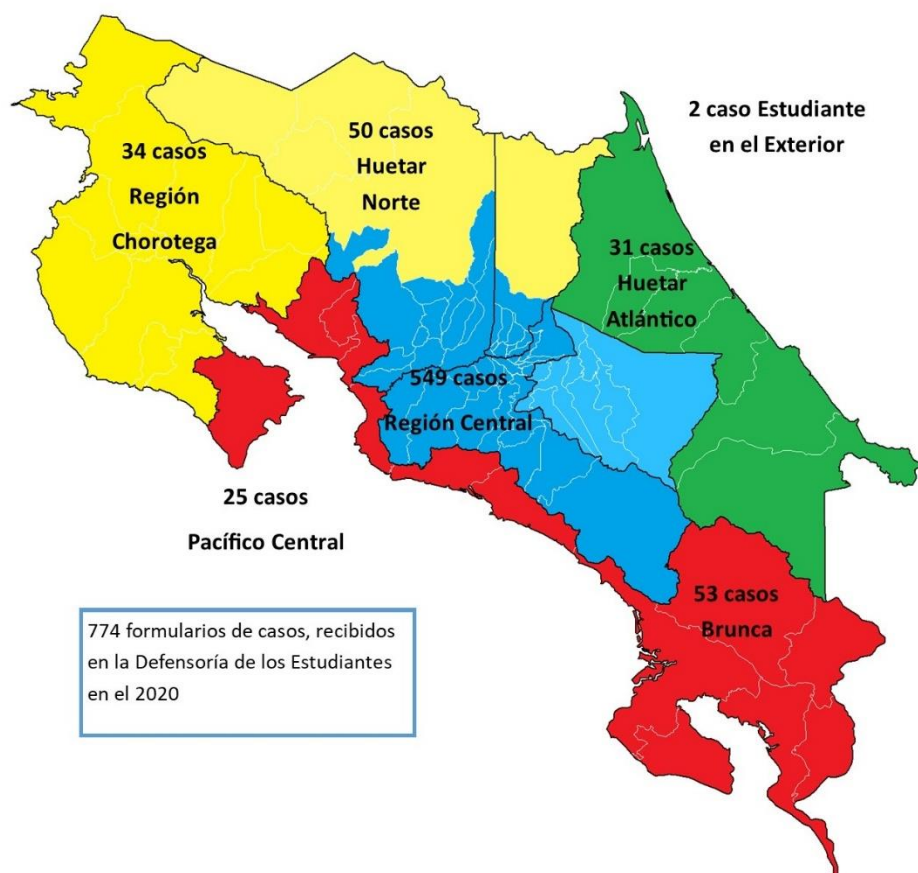 34 casos
Región
Chorotega
50 casos
Huetar
Norte
2 caso Estudiante
en el Exterior
31 casos
Huetar
Atlántico
549 casos
Región Central
25 casos
Pacífico Central
53 casos
Brunca
774 formularios de casos, recibidos
en la Defensoría de los Estudiantes
en el 2020